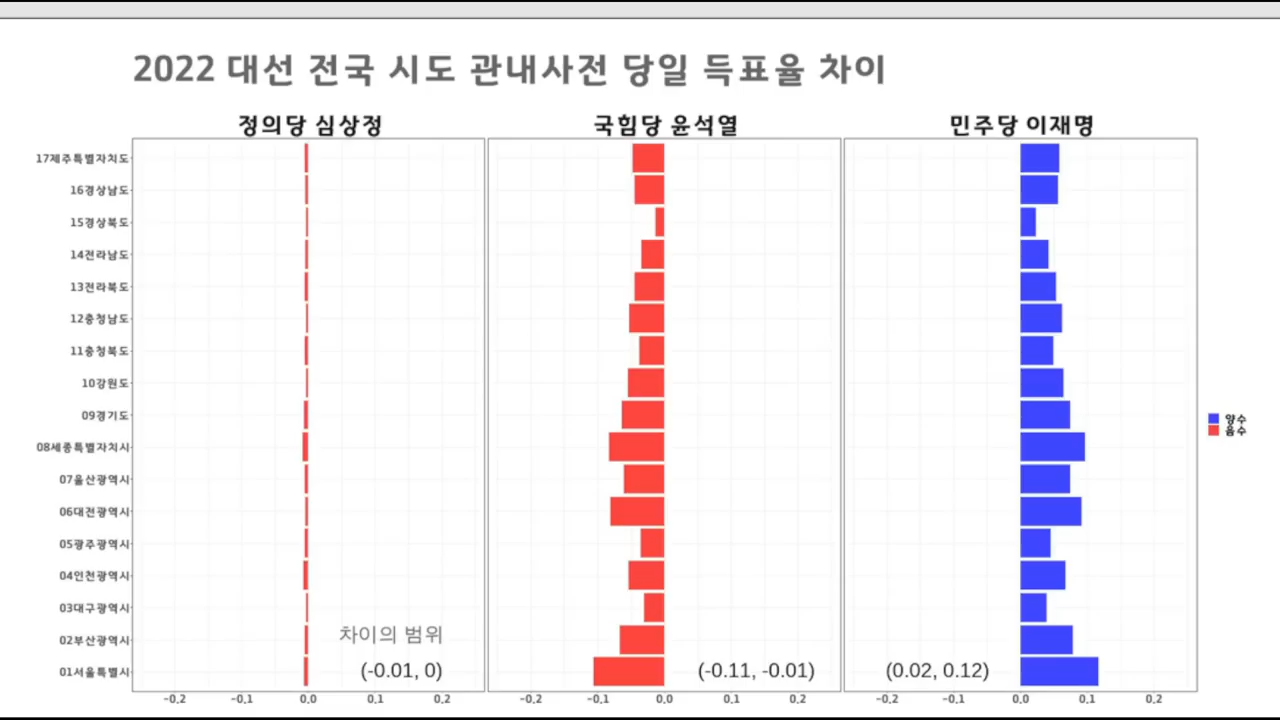 2022 대선 전국 시도 관내사전 당일 득표율 차이
정의당 심상정
국힘당 윤석열
민주당 이재명
17제주특별자치도
16경상남도
15경상북도
14전라남도
13전라북도
12충청남도
11충청북도
10강원도
09경기도
08세종특별자치시
07울산광역시
06대전광역시
05광주광역시
04인천광역시
03대구광역시
02부산광역시
01서울특별시
차이의 범위
(-0.01, 0)
(-0.11, -0.01)
(0.02, 0.12)
-0.2 -0.1 0.0 0.1 0.2
-0.2 -0.1 0.0 0.1 0.2
-0.2 -0.1 0.0 0.1 0.2
양수
음수